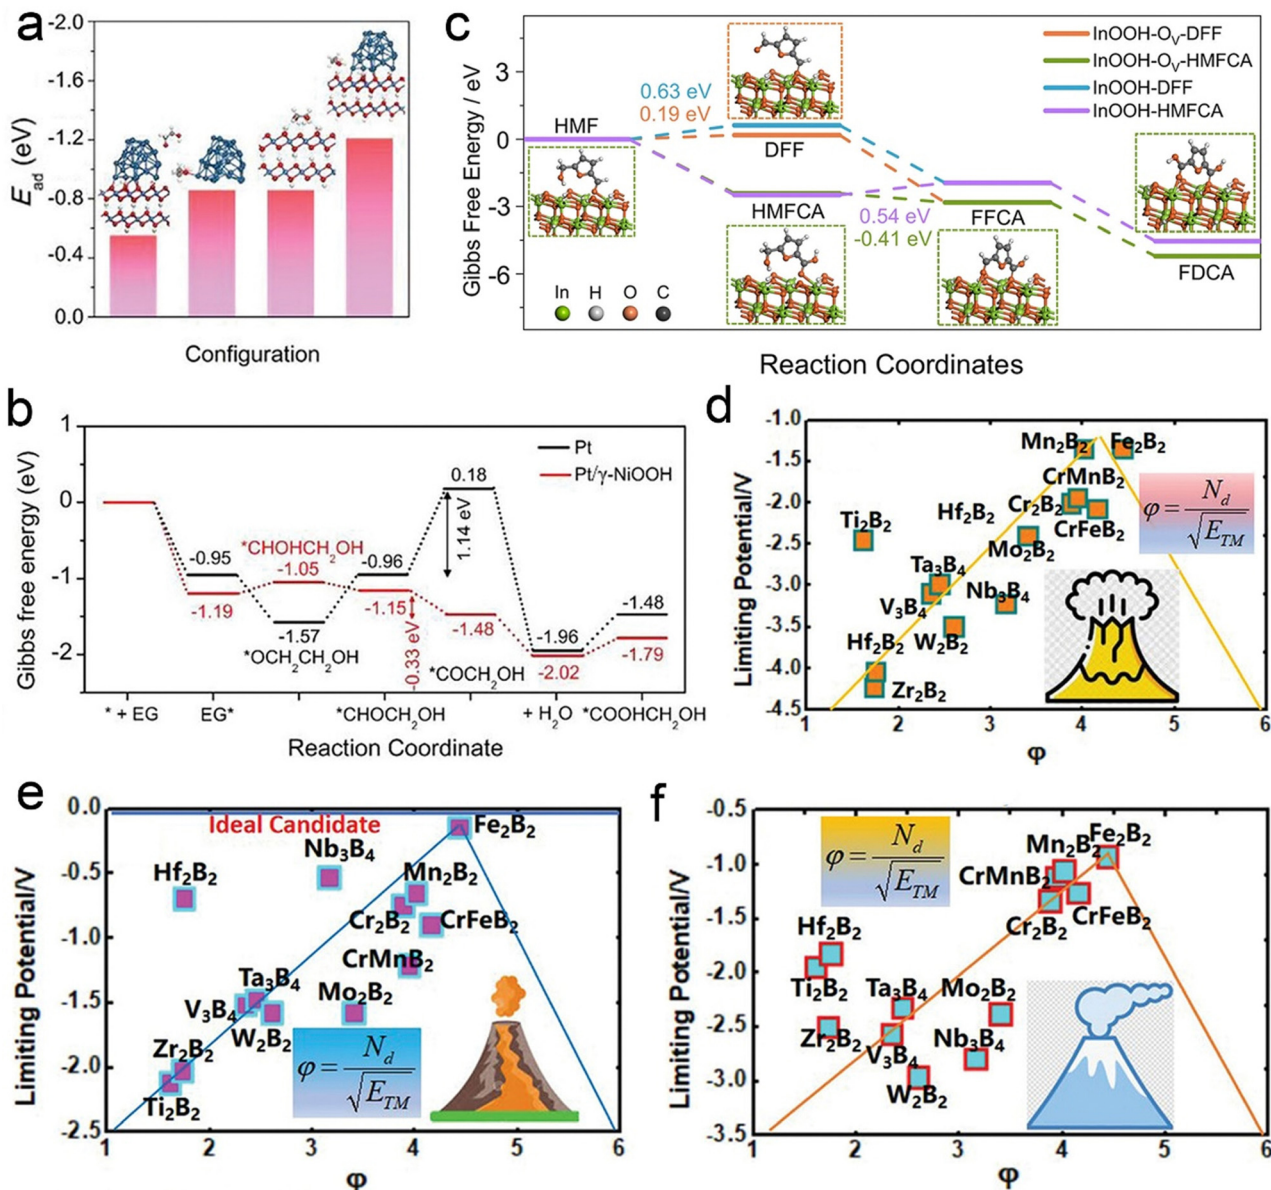 a
-2.0
-1.6
-1.2
-0.8
-0.4
0.0
E_ad (eV)
Configuration
c
3
0
-3
-6
Gibbs Free Energy / eV
InOOH-O_V-DFF
InOOH-O_V-HMFCA
InOOH-DFF
InOOH-HMFCA
0.63 eV
0.19 eV
HMF
DFF
HMFCA
0.54 eV
-0.41 eV
FFCA
FDCA
In H O C
Reaction Coordinates
b
1
0
-1
-2
Gibbs free energy (eV)
Pt
Pt/γ-NiOOH
0.18
1.14 eV
-0.95
-1.19
*CHOHCH₂OH
-1.05
-1.57
*OCH₂CH₂OH
-0.96
-1.15
-0.33 eV
-1.48
*COCH₂OH
-1.96
-2.02
-1.48
-1.79
* + EG EG* *CHOCH₂OH + H₂O *COOHCH₂OH
Reaction Coordinate
d
-1.0
-1.5
-2.0
-2.5
-3.0
-3.5
-4.0
-4.5
Limiting Potential/V
Mn₂B₂ Fe₂B₂
CrMnB₂
Cr₂B₂
CrFeB₂
Hf₂B₂
Ti₂B₂
Mo₂B₂
Ta₃B₄
V₃B₄
Nb₃B₄
W₂B₂
Hf₂B₂
Zr₂B₂
φ = N_d / √E_TM
1 2 3 4 5 6
φ
e
0.0
-0.5
-1.0
-1.5
-2.0
-2.5
Limiting Potential/V
Ideal Candidate
Fe₂B₂
Nb₃B₄
Hf₂B₂
Mn₂B₂
Cr₂B₂
CrFeB₂
CrMnB₂
Ta₃B₄
Mo₂B₂
V₃B₄
W₂B₂
Zr₂B₂
Ti₂B₂
φ = N_d / √E_TM
1 2 3 4 5 6
φ
f
-0.5
-1.0
-1.5
-2.0
-2.5
-3.0
-3.5
Limiting Potential/V
φ = N_d / √E_TM
Fe₂B₂
Mn₂B₂
CrMnB₂
CrFeB₂
Cr₂B₂
Hf₂B₂
Ti₂B₂
Ta₃B₄
Mo₂B₂
Zr₂B₂
V₃B₄
Nb₃B₄
W₂B₂
1 2 3 4 5 6
φ